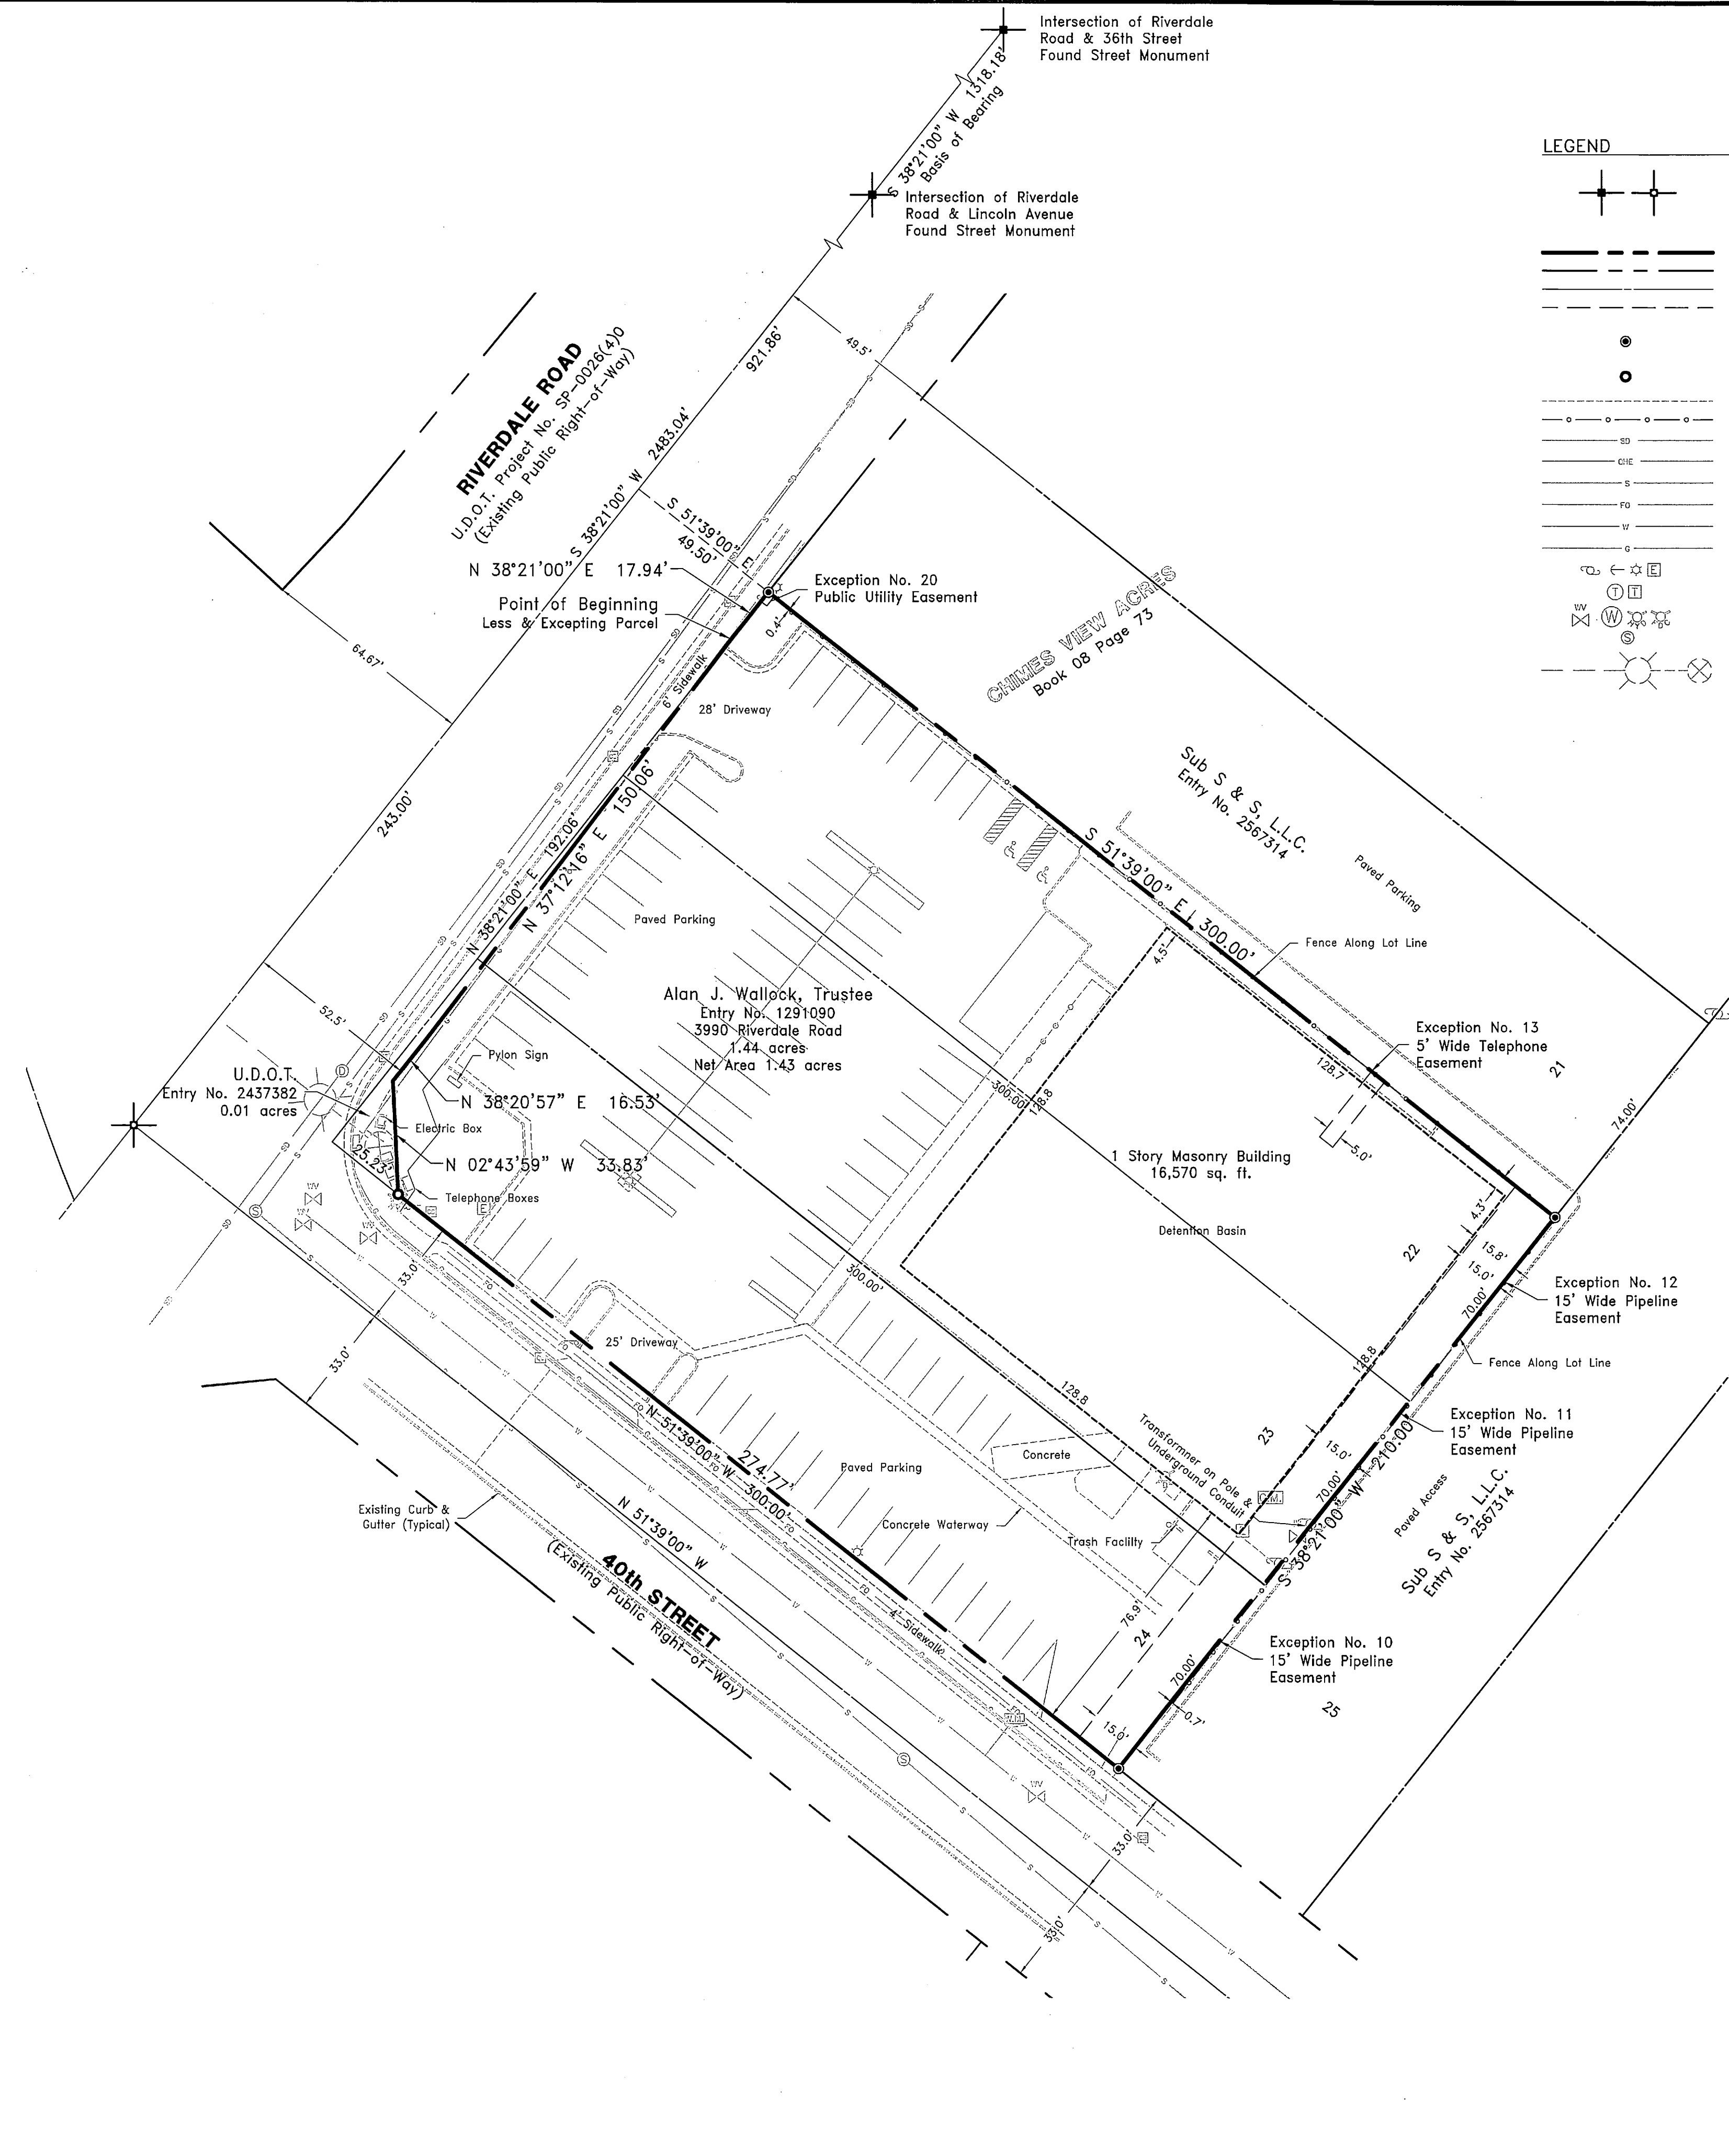 Intersection of Riverdale
Road & 36th Street
Found Street Monument
S 38°21'00" W 1318.18'
Basis of Bearing
Intersection of Riverdale
Road & Lincoln Avenue
Found Street Monument
LEGEND
SD
OHE
S
FO
W
G
E
T T
WV
W
S
RIVERDALE ROAD
U.D.O.T. Project No. SP-0026(4)0
(Existing Public Right-of-Way)
921.86'
49.5'
S 38°21'00" W 2483.04'
S 51°39'00" E
49.50'
N 38°21'00" E 17.94'
Point of Beginning
Less & Excepting Parcel
Exception No. 20
Public Utility Easement
0.4'
6' Sidewalk
28' Driveway
CHIMES VIEW ACRES
Book 08 Page 73
64.67'
243.00'
Sub S & S, L.L.C.
Entry No. 2567314
Paved Parking
N 38°21'00" E 192.06'
N 37°12'16" E 150.06'
S 51°39'00" E 300.00'
Paved Parking
Fence Along Lot Line
4.5'
Alan J. Wallock, Trustee
Entry No. 1291090
3990 Riverdale Road
1.44 acres
Net Area 1.43 acres
52.5'
Pylon Sign
U.D.O.T.
Entry No. 2437382
0.01 acres
N 38°20'57" E 16.53'
Electric Box
25.23'
N 02°43'59" W 33.83'
Telephone Boxes
E
300.00'
128.8
128.7
Exception No. 13
5' Wide Telephone
Easement
5.0'
21
74.00'
1 Story Masonry Building
16,570 sq. ft.
Detention Basin
4.3'
22
15.8'
15.0'
70.00'
Exception No. 12
15' Wide Pipeline
Easement
Fence Along Lot Line
WV
WV
WV
33.0'
33.0'
300.00'
25' Driveway
128.8
128.8
Exception No. 11
15' Wide Pipeline
Easement
23
15.0'
70.00'
S 38°21'00" W 210.00'
Transformner on Pole &
Underground Conduit
G.M.
Concrete
Paved Access
Sub S & S, L.L.C.
Entry No. 2567314
Paved Parking
N 51°39'00" W 300.00'
274.77'
Existing Curb &
Gutter (Typical)
N 51°39'00" W
Concrete Waterway
Trash Facility
40th STREET
(Existing Public Right-of-Way)
4' Sidewalk
76.9'
24
70.00'
Exception No. 10
15' Wide Pipeline
Easement
25
0.7'
15.0'
WV
33.0'
33.0'